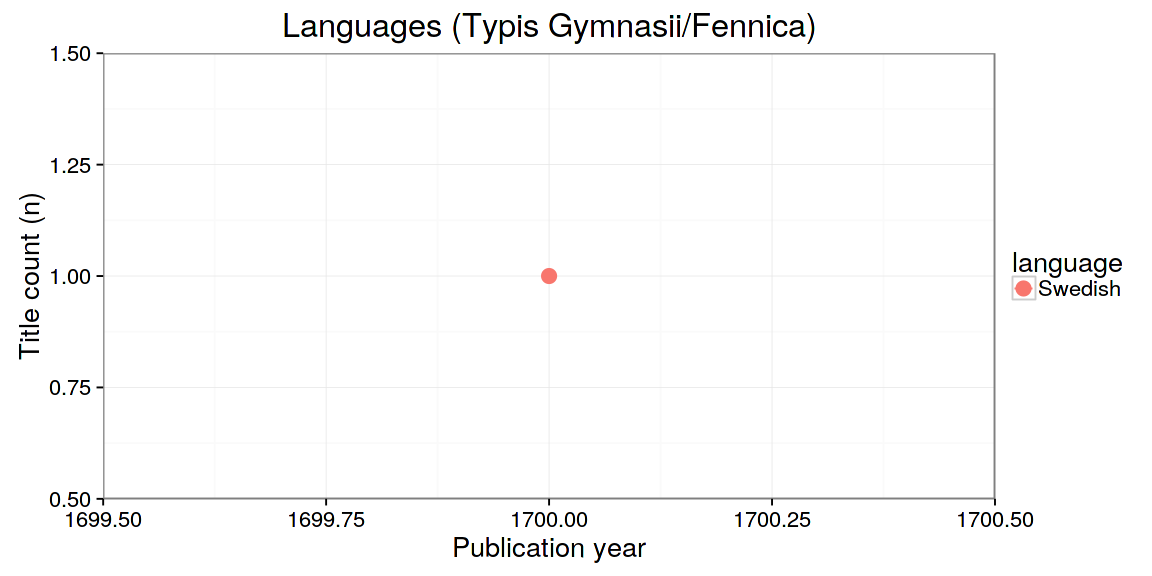 Languages (Typis Gymnasii/Fennica)
1.50
1.25
1.00
0.75
0.50
Title count (n)
1699.50 1699.75 1700.00 1700.25 1700.50
Publication year
language
Swedish